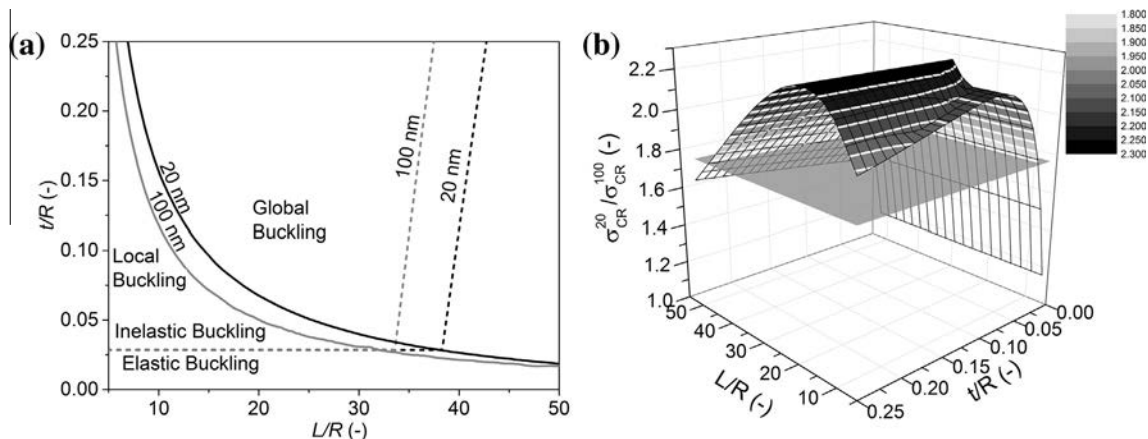 (a)
0.25
0.20
0.15
0.10
0.05
0.00
t/R (-)
10
20
30
40
50
L/R (-)
20 nm
100 nm
100 nm
20 nm
Global
Buckling
Local
Buckling
Inelastic Buckling
Elastic Buckling
(b)
2.2
2.0
1.8
1.6
1.4
1.2
1.0
σ20CR/σ100CR (-)
50
40
30
20
10
L/R (-)
0.25
0.20
0.15
0.10
0.05
0.00
t/R (-)
1.800
1.850
1.900
1.950
2.000
2.050
2.100
2.150
2.200
2.250
2.300